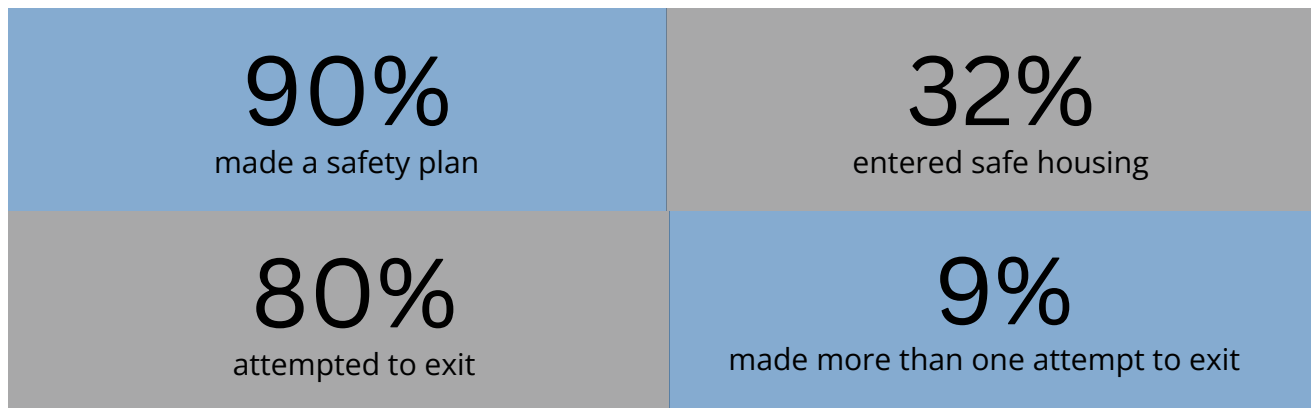 90%
made a safety plan
32%
entered safe housing
80%
attempted to exit
9%
made more than one attempt to exit